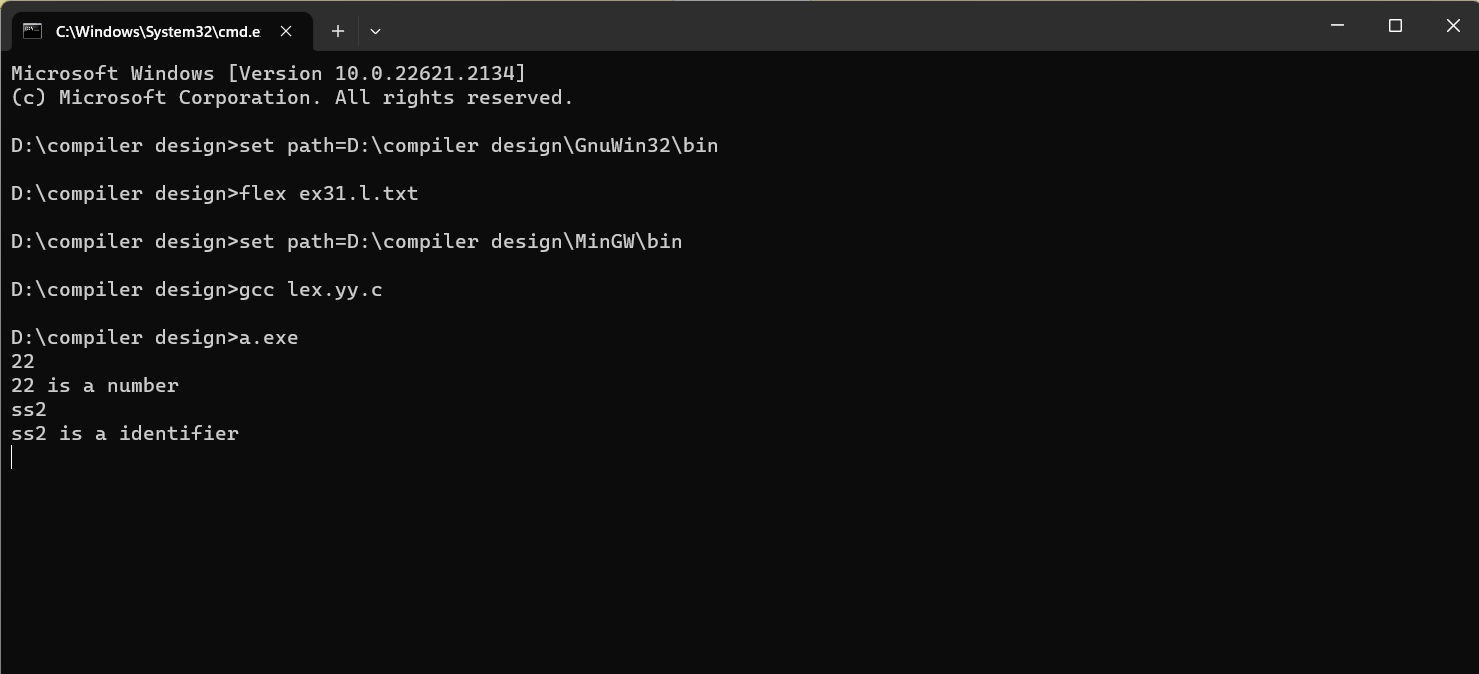 C:\Windows\System32\cmd.e
Microsoft Windows [Version 10.0.22621.2134]
(c) Microsoft Corporation. All rights reserved.
D:\compiler design>set path=D:\compiler design\GnuWin32\bin
D:\compiler design>flex ex31.l.txt
D:\compiler design>set path=D:\compiler design\MinGW\bin
D:\compiler design>gcc lex.yy.c
D:\compiler design>a.exe
22
22 is a number
ss2
ss2 is a identifier